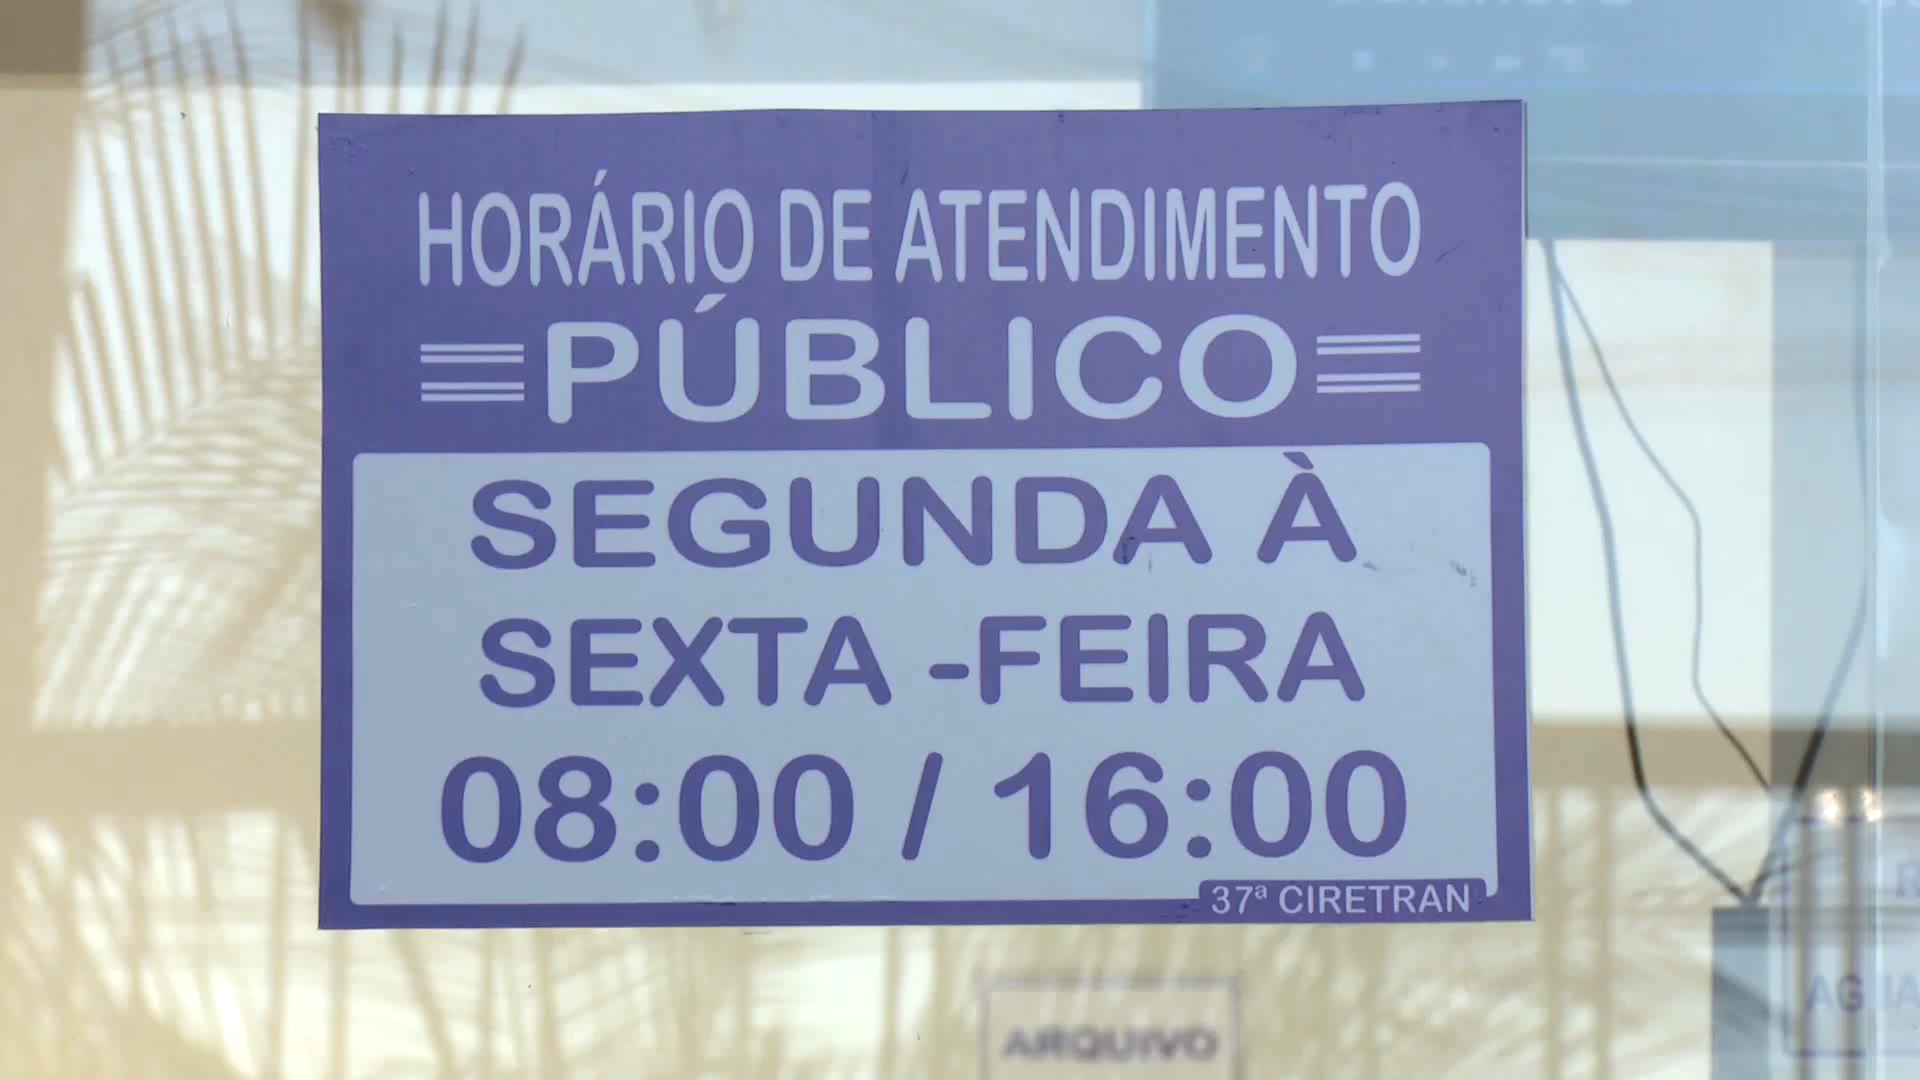 HORÁRIO DE ATENDIMENTO
PÚBLICO
SEGUNDA À
SEXTA -FEIRA
08:00 / 16:00
37ª CIRETRAN
ARQUIVO